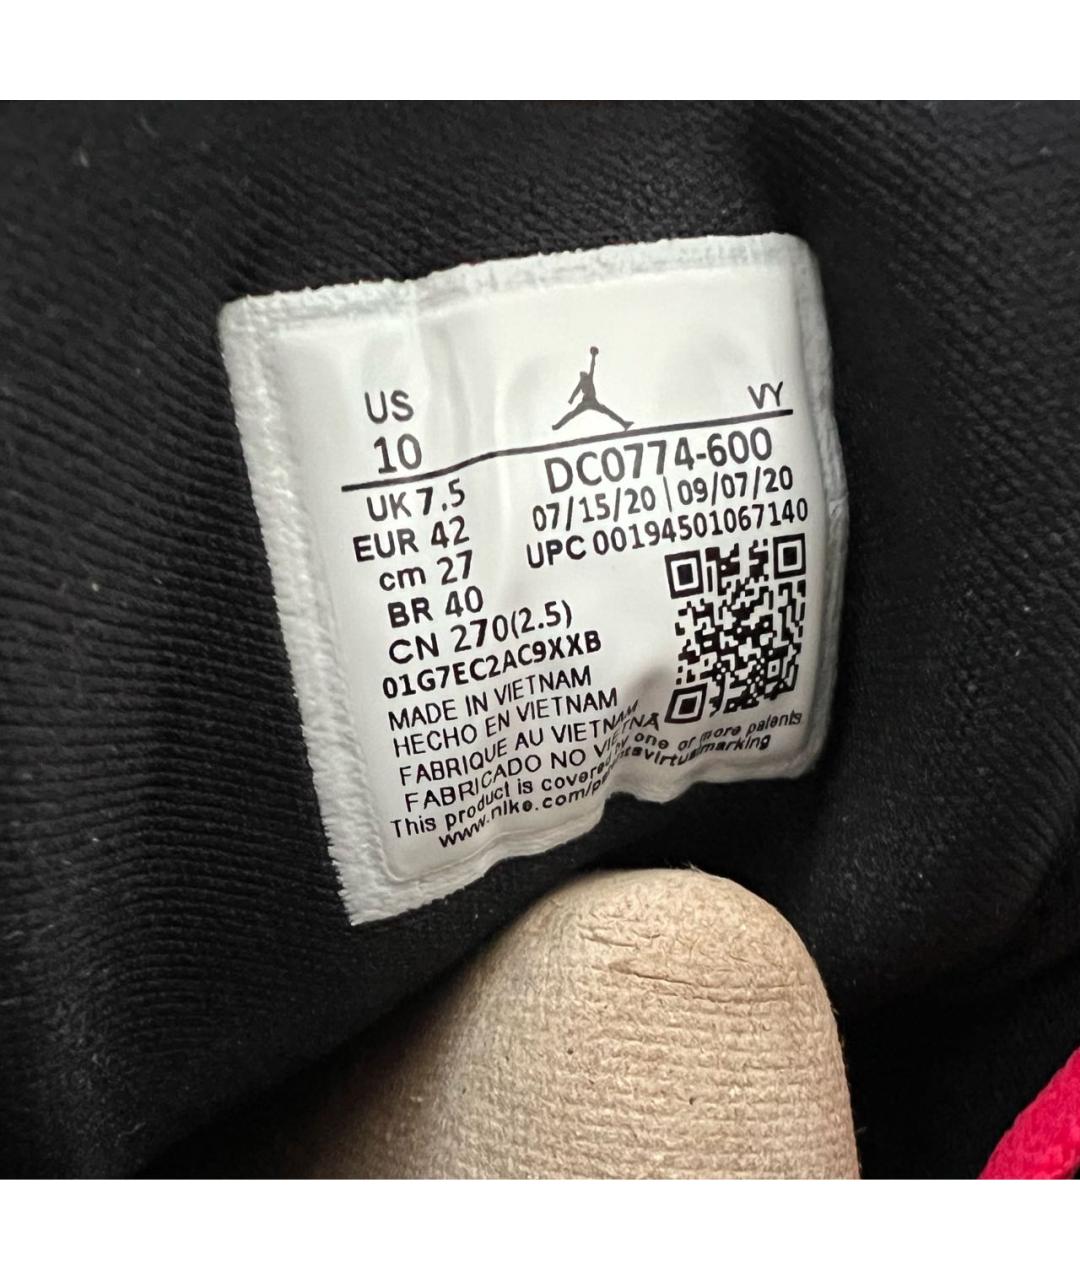 US
10
VY
UK 7.5
EUR 42
cm 27
BR 40
CN 270(2.5)
DC0774-600
07/15/20 | 09/07/20
UPC 00194501067140
01G7EC2AC9XXB
MADE IN VIETNAM
HECHO EN VIETNAM
FABRIQUE AU VIETNAM
FABRICADO NO VIETNA
This product is covered by one or more patents
www.nike.com/